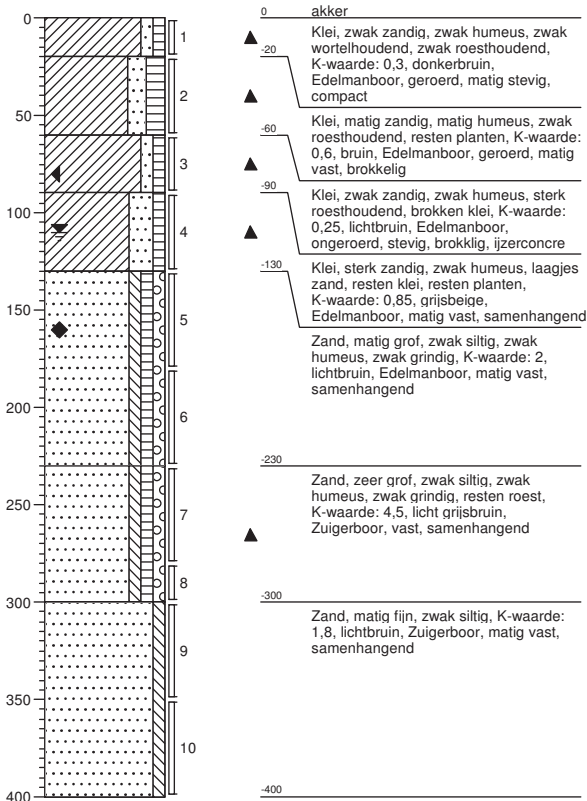 0
50
100
150
200
250
300
350
400
1
2
3
4
5
6
7
8
9
10
0 akker
Klei, zwak zandig, zwak humeus, zwak
wortelhoudend, zwak roesthoudend,
K-waarde: 0,3, donkerbruin,
Edelmanboor, geroerd, matig stevig,
compact
-20
Klei, matig zandig, matig humeus, zwak
roesthoudend, resten planten, K-waarde:
0,6, bruin, Edelmanboor, geroerd, matig
vast, brokkelig
-60
Klei, zwak zandig, zwak humeus, sterk
roesthoudend, brokken klei, K-waarde:
0,25, lichtbruin, Edelmanboor,
ongeroerd, stevig, brokklig, ijzerconcre
-90
Klei, sterk zandig, zwak humeus, laagjes
zand, resten klei, resten planten,
K-waarde: 0,85, grijsbeige,
Edelmanboor, matig vast, samenhangend
-130
Zand, matig grof, zwak siltig, zwak
humeus, zwak grindig, K-waarde: 2,
lichtbruin, Edelmanboor, matig vast,
samenhangend
-230
Zand, zeer grof, zwak siltig, zwak
humeus, zwak grindig, resten roest,
K-waarde: 4,5, licht grijsbruin,
Zuigerboor, vast, samenhangend
-300
Zand, matig fijn, zwak siltig, K-waarde:
1,8, lichtbruin, Zuigerboor, matig vast,
samenhangend
-400